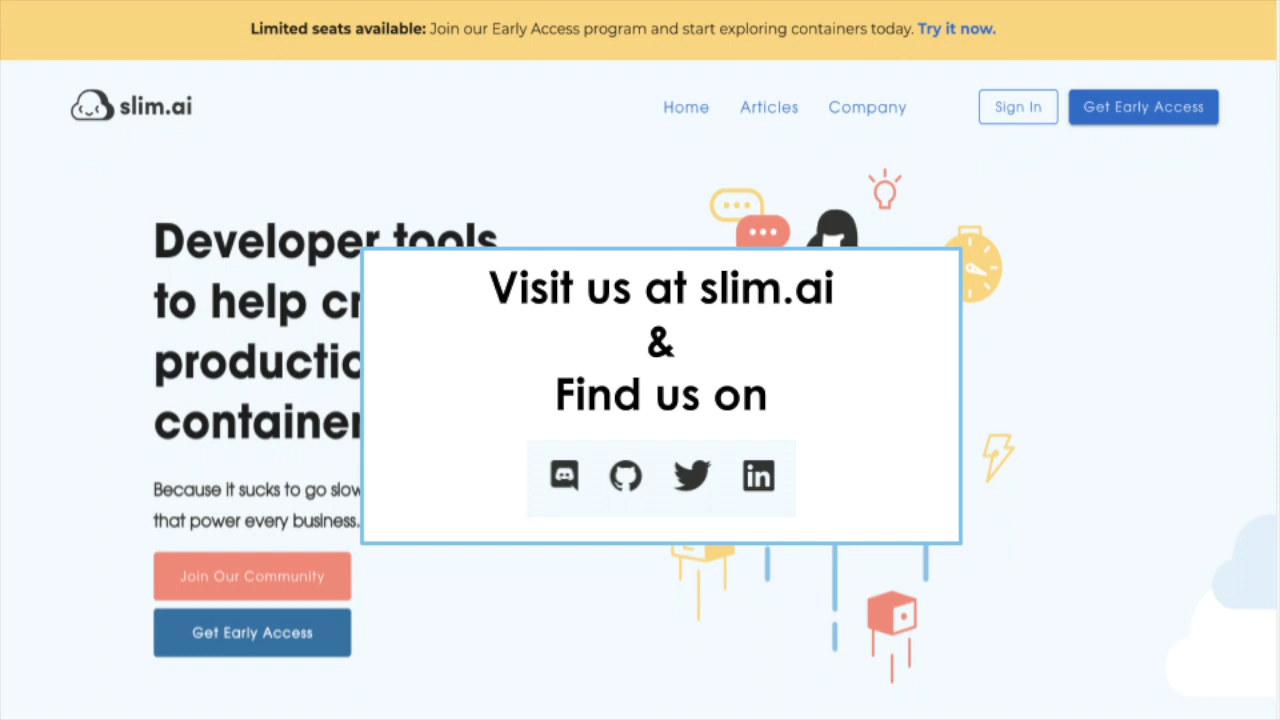 Limited seats available: Join our Early Access program and start exploring containers today. Try it now.
slim.ai
Home Articles Company Sign In Get Early Access
Developer tools
to help
productio
container
Visit us at slim.ai
&
Find us on
in
Because it sucks to go slow
that power every business.
Join Our Community
Get Early Access